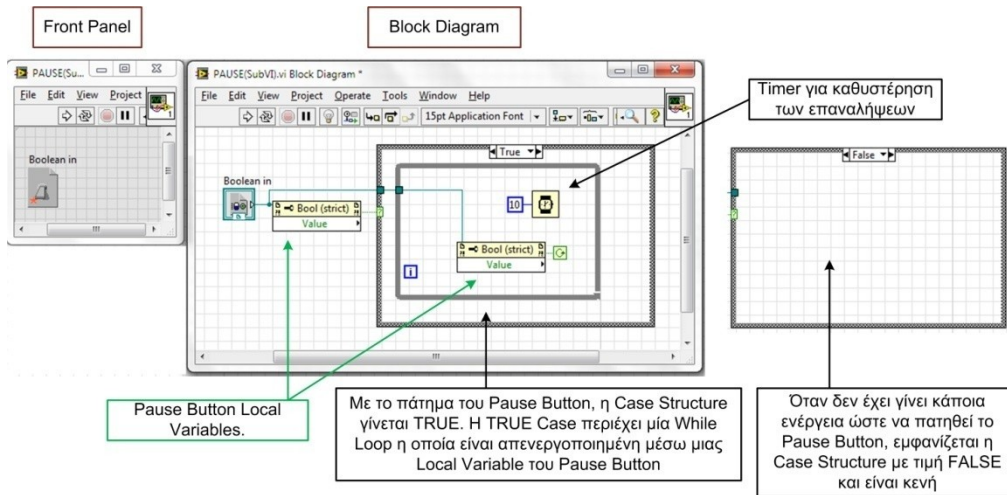 Front Panel
Block Diagram
PAUSE(Su...
File Edit View Project
Boolean in
PAUSE(SubVI).vi Block Diagram *
File Edit View Project Operate Tools Window Help
15pt Application Font
True
Boolean in
Bool (strict)
Value
10
Bool (strict)
Value
i
Timer για καθυστέρηση
των επαναλήψεων
False
Pause Button Local
Variables.
Με το πάτημα του Pause Button, η Case Structure
γίνεται TRUE. Η TRUE Case περιέχει μία While
Loop η οποία είναι απενεργοποιημένη μέσω μιας
Local Variable του Pause Button
Όταν δεν έχει γίνει κάποια
ενέργεια ώστε να πατηθεί το
Pause Button, εμφανίζεται η
Case Structure με τιμή FALSE
και είναι κενή